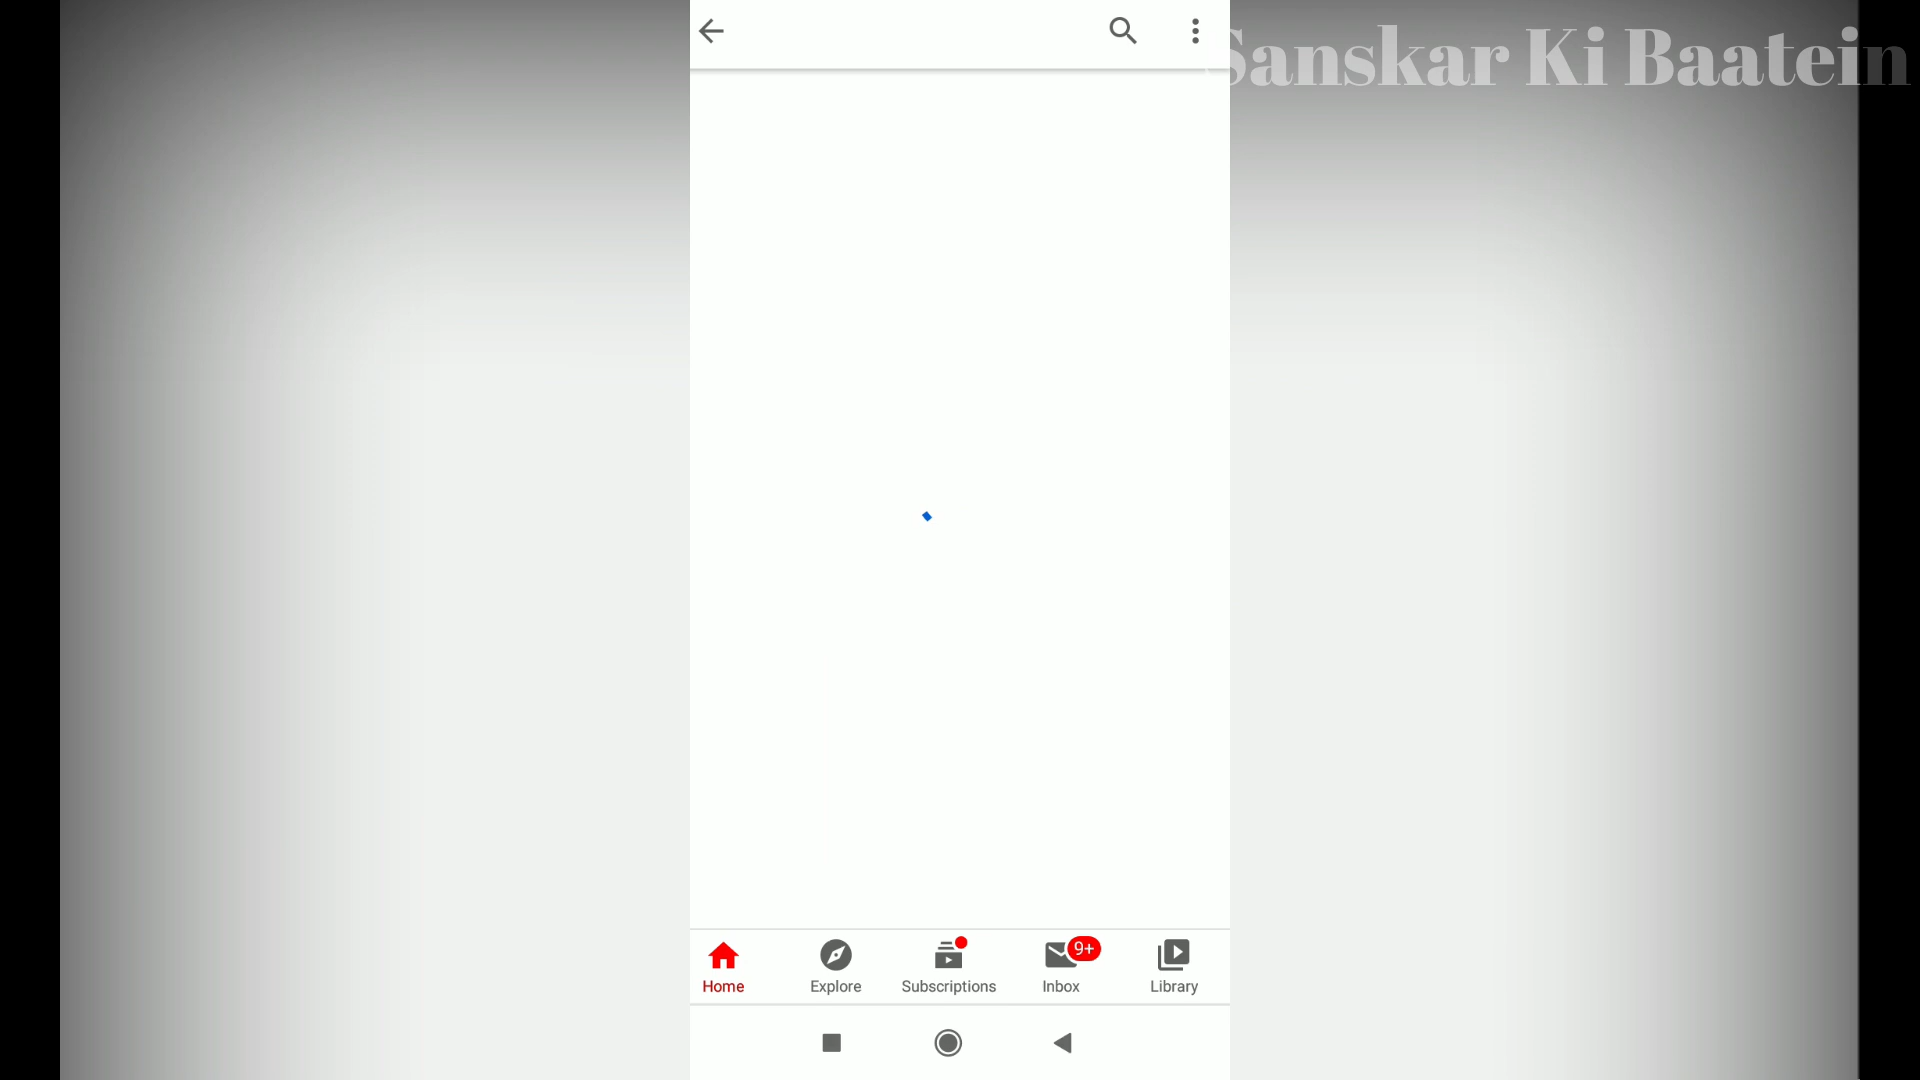 Sanskar Ki Baatein
9+
Home
Explore
Subscriptions
Inbox
Library